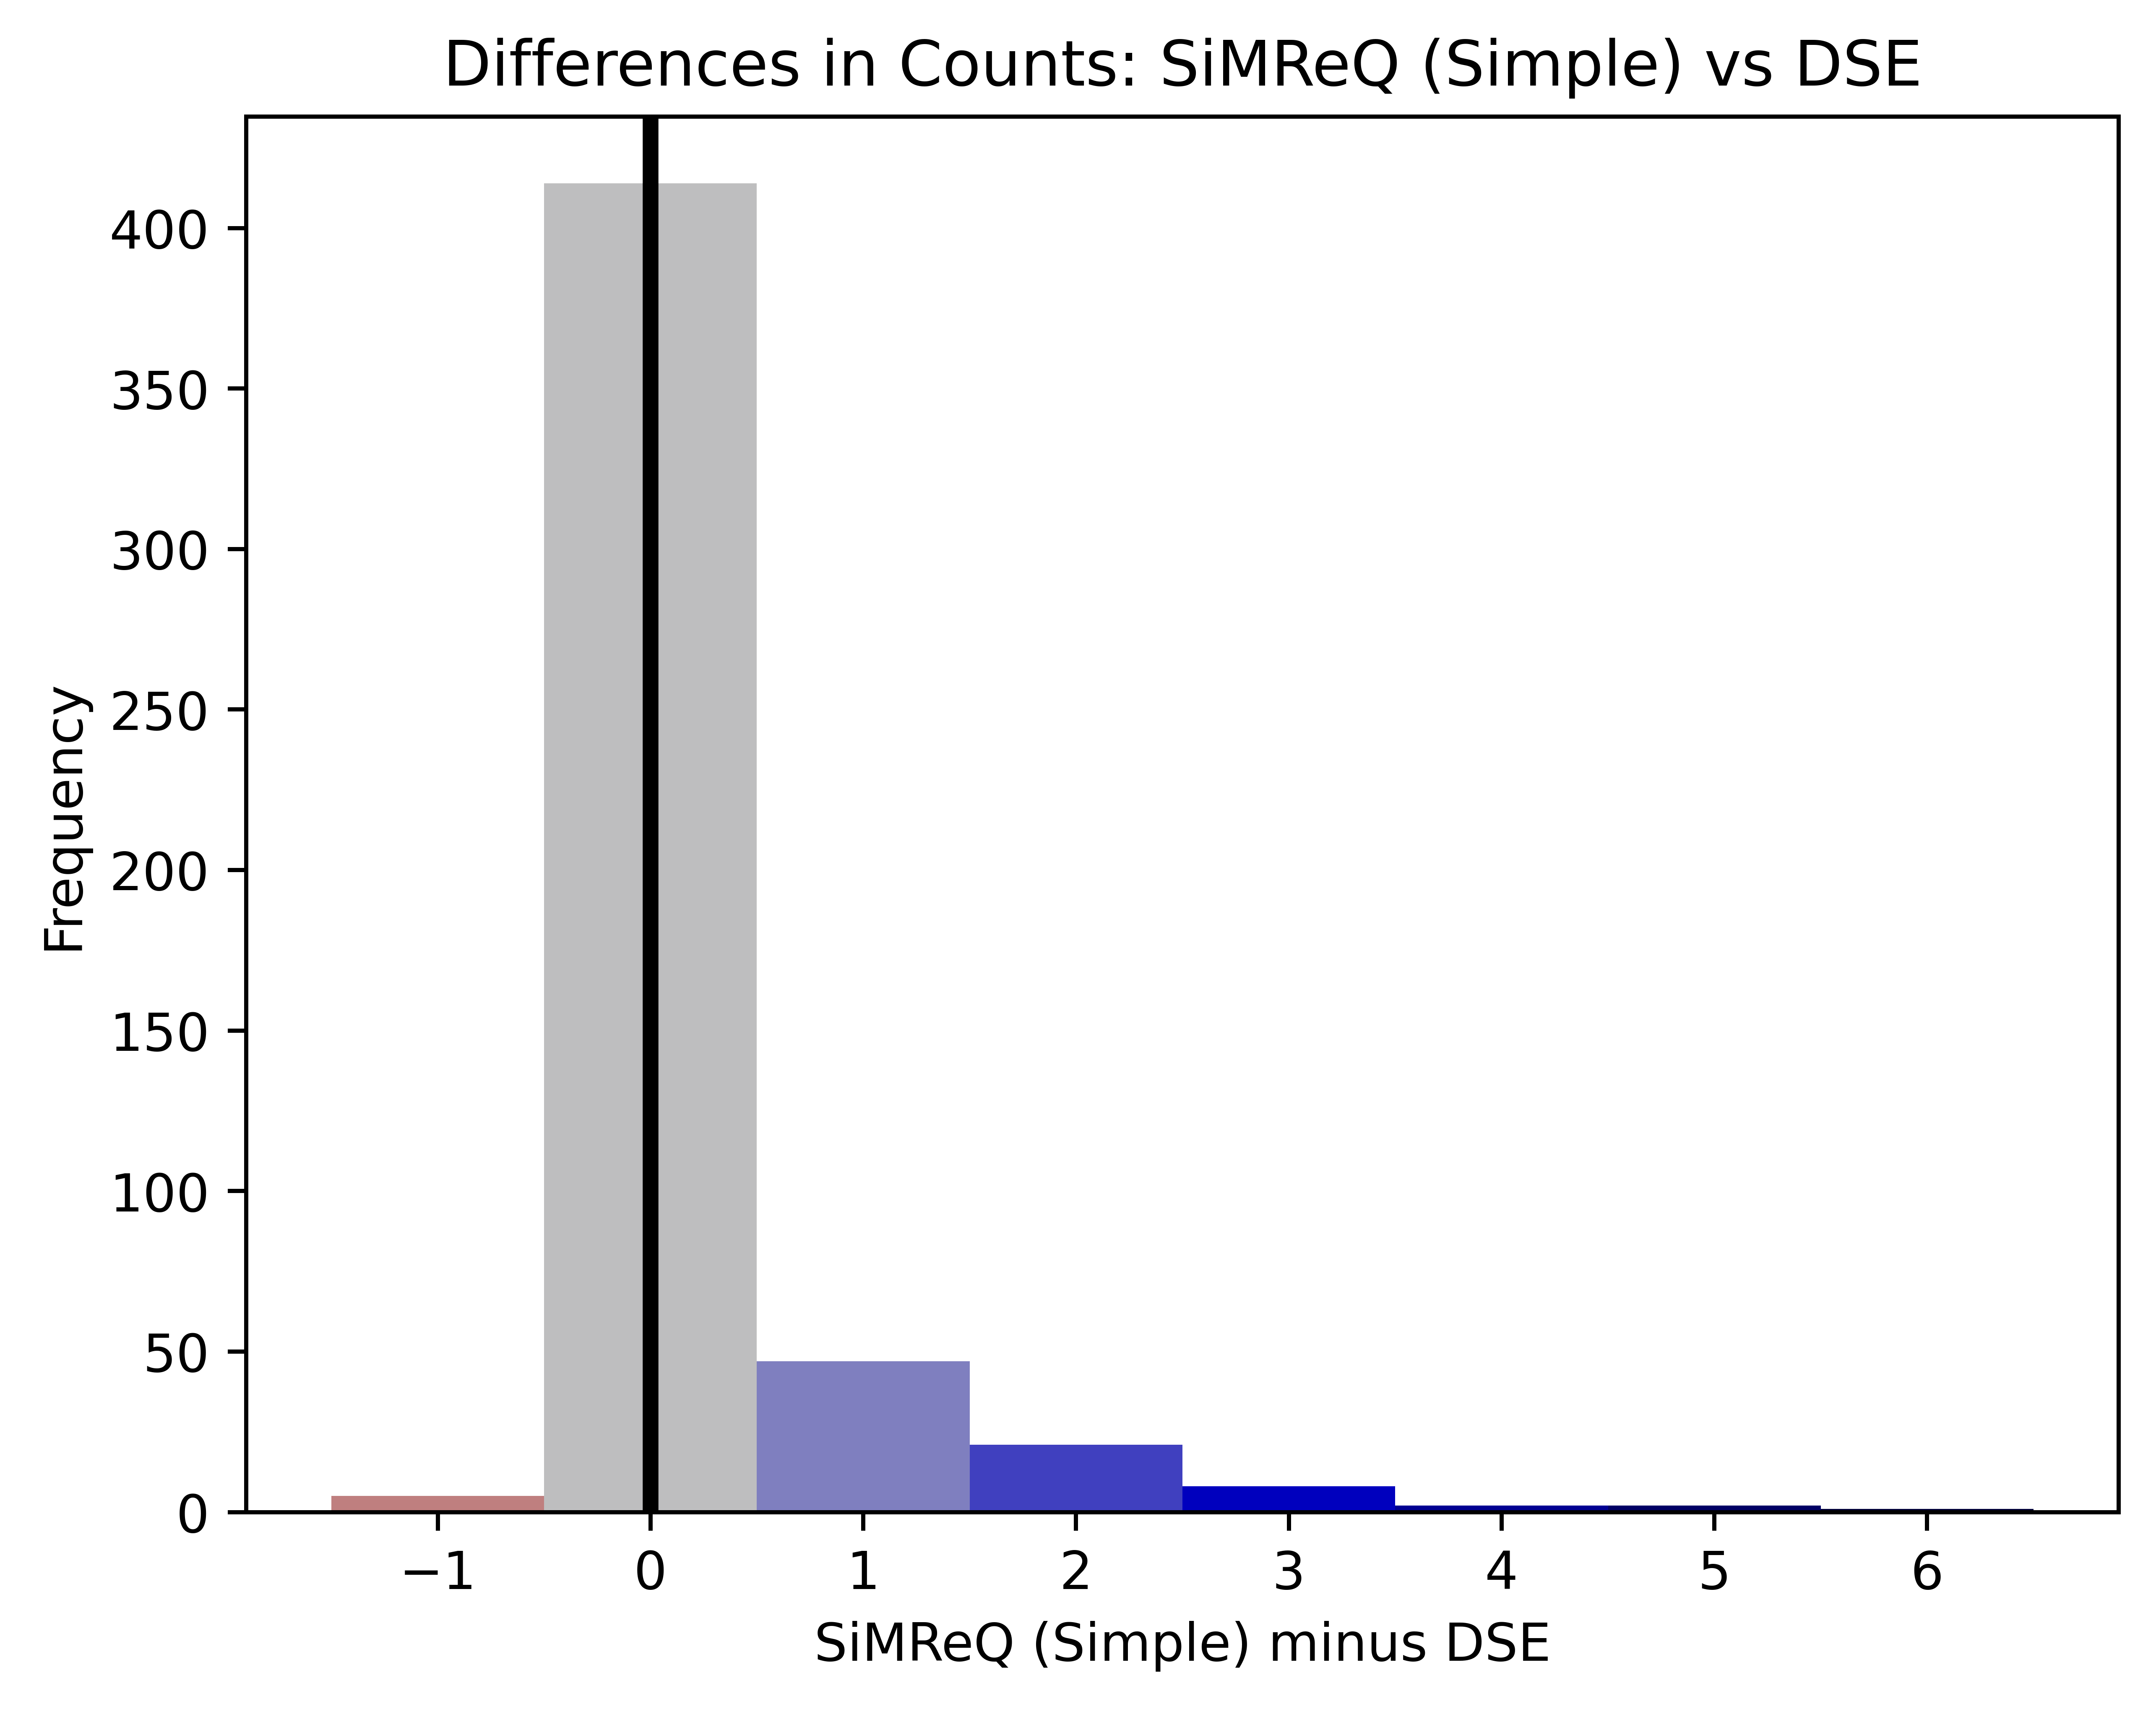 Differences in Counts: SiMReQ (Simple) vs DSE
Frequency
400
350
300
250
200
150
100
50
0
−1 0 1 2 3 4 5 6
SiMReQ (Simple) minus DSE